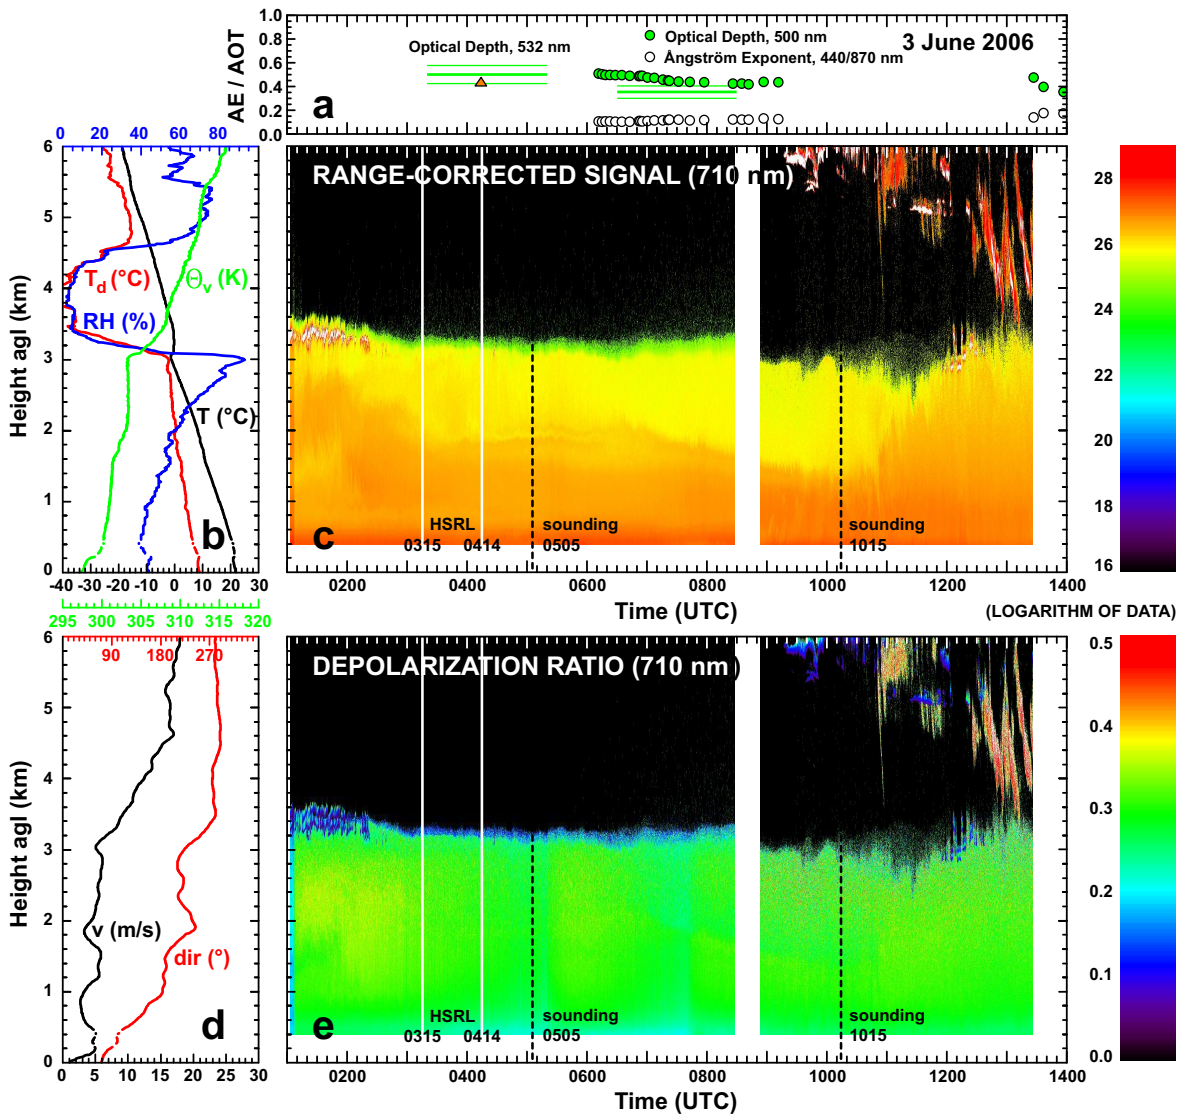 1.0
0.8
0.6
0.4
0.2
0.0
AE / AOT
Optical Depth, 532 nm
Optical Depth, 500 nm
Ångström Exponent, 440/870 nm
3 June 2006
a
0 20 40 60 80
6
5
4
3
2
1
0
Height agl (km)
T_d (°C)
Θ_v (K)
RH (%)
T (°C)
b
-40 -30 -20 -10 0 10 20 30
295 300 305 310 315 320
RANGE-CORRECTED SIGNAL (710 nm)
c
HSRL
0315 0414
sounding
0505
sounding
1015
0200 0400 0600 0800 1000 1200 1400
Time (UTC)
28
26
24
22
20
18
16
(LOGARITHM OF DATA)
90 180 270
6
5
4
3
2
1
0
Height agl (km)
v (m/s)
dir (°)
d
0 5 10 15 20 25 30
DEPOLARIZATION RATIO (710 nm)
e
HSRL
0315 0414
sounding
0505
sounding
1015
0200 0400 0600 0800 1000 1200 1400
Time (UTC)
0.5
0.4
0.3
0.2
0.1
0.0